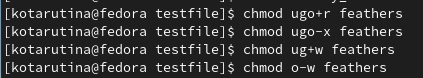 [kotarutina@fedora testfile]$ chmod ugo+r feathers
[kotarutina@fedora testfile]$ chmod ugo-x feathers
[kotarutina@fedora testfile]$ chmod ug+w feathers
[kotarutina@fedora testfile]$ chmod o-w feathers